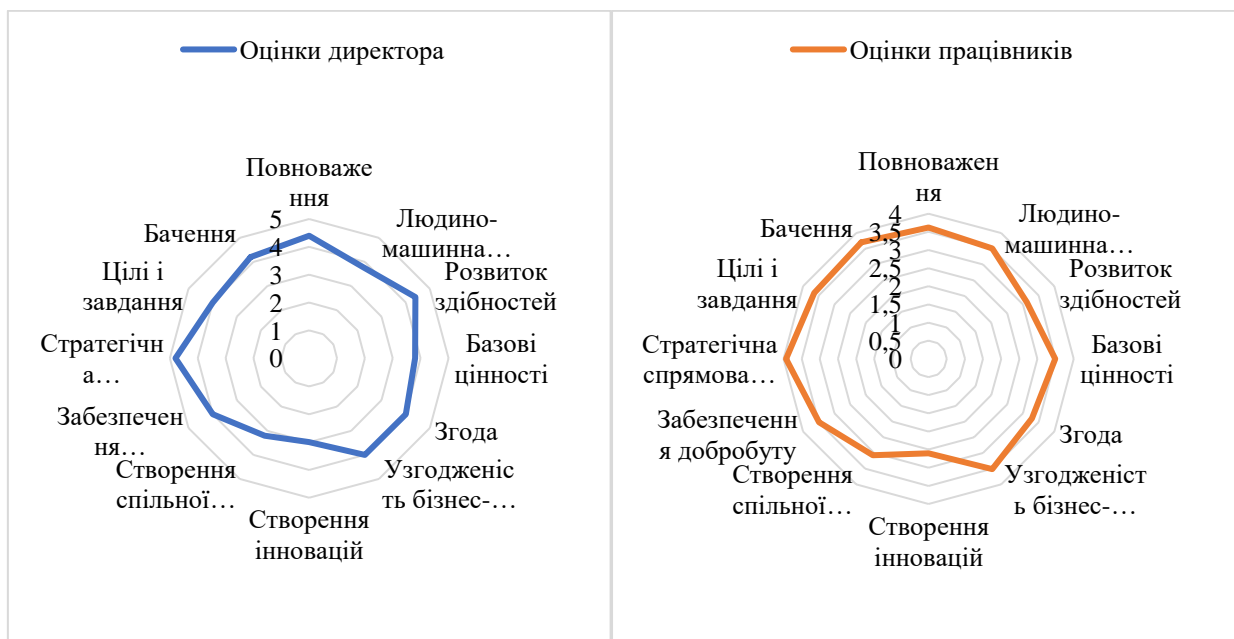 Оцінки директора
Повноваже
ння
Людино-
машинна…
Розвиток
здібностей
Базові
цінності
Згода
Узгодженіс
ть бізнес-…
Створення
інновацій
Створення
спільної…
Забезпечен
ня…
Стратегічн
а…
Цілі і
завдання
Бачення
5
4
3
2
1
0
Оцінки працівників
Повноважен
ня
Людино-
машинна…
Розвиток
здібностей
Базові
цінності
Згода
Узгодженіст
ь бізнес-…
Створення
інновацій
Створення
спільної…
Забезпеченн
я добробуту
Стратегічна
спрямова…
Цілі і
завдання
Бачення
4
3,5
3
2,5
2
1,5
1
0,5
0